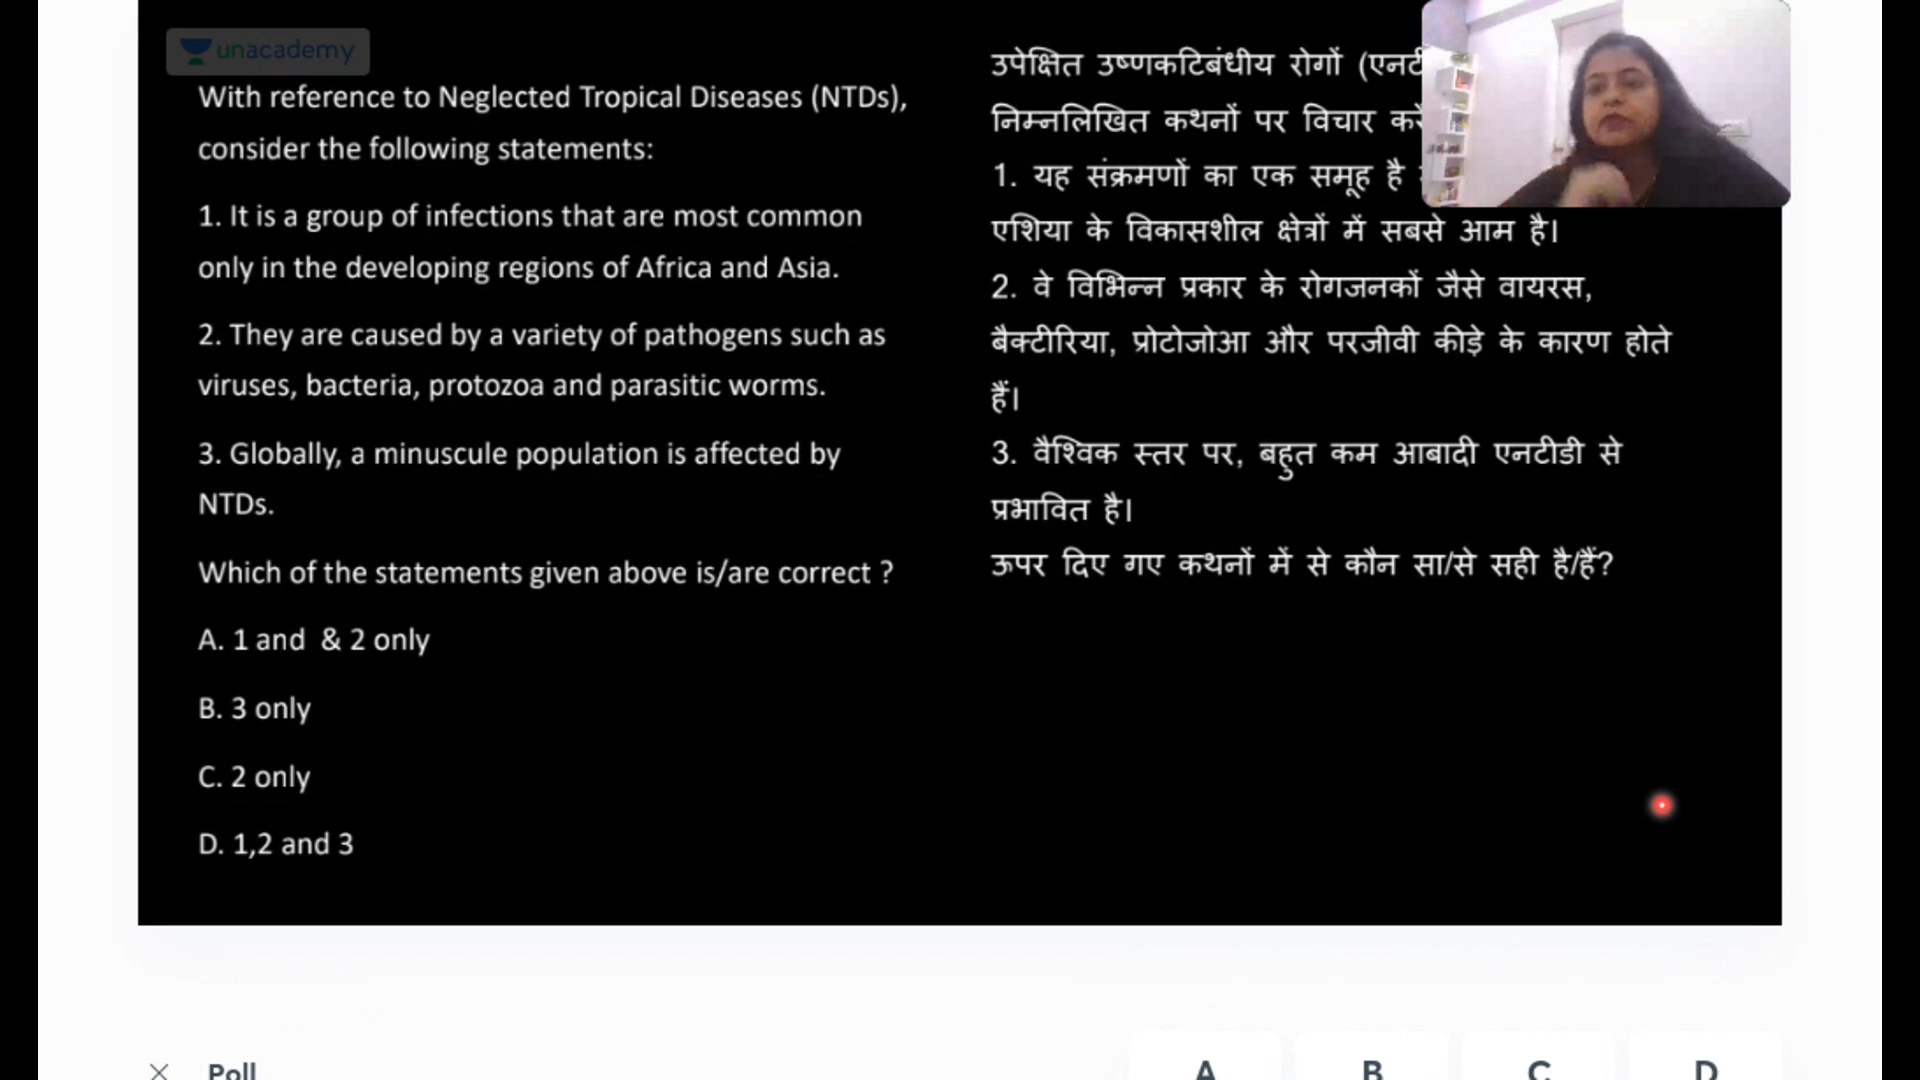 unacademy
With reference to Neglected Tropical Diseases (NTDs),
consider the following statements:
1. It is a group of infections that are most common
only in the developing regions of Africa and Asia.
2. They are caused by a variety of pathogens such as
viruses, bacteria, protozoa and parasitic worms.
3. Globally, a minuscule population is affected by
NTDs.
Which of the statements given above is/are correct ?
A. 1 and & 2 only
B. 3 only
C. 2 only
D. 1,2 and 3
उपेक्षित उष्णकटिबंधीय रोगों
निम्नलिखित कथनों पर विचार
1. यह संक्रमणों का एक समूह है
एशिया के विकासशील क्षेत्रों में सबसे आम है।
2. वे विभिन्न प्रकार के रोगजनकों जैसे वायरस,
बैक्टीरिया, प्रोटोजोआ और परजीवी कीड़े के कारण होते
हैं।
3. वैश्विक स्तर पर, बहुत कम आबादी एनटीडी से
प्रभावित है।
ऊपर दिए गए कथनों में से कौन सा/से सही है/हैं?
Poll
A B C D